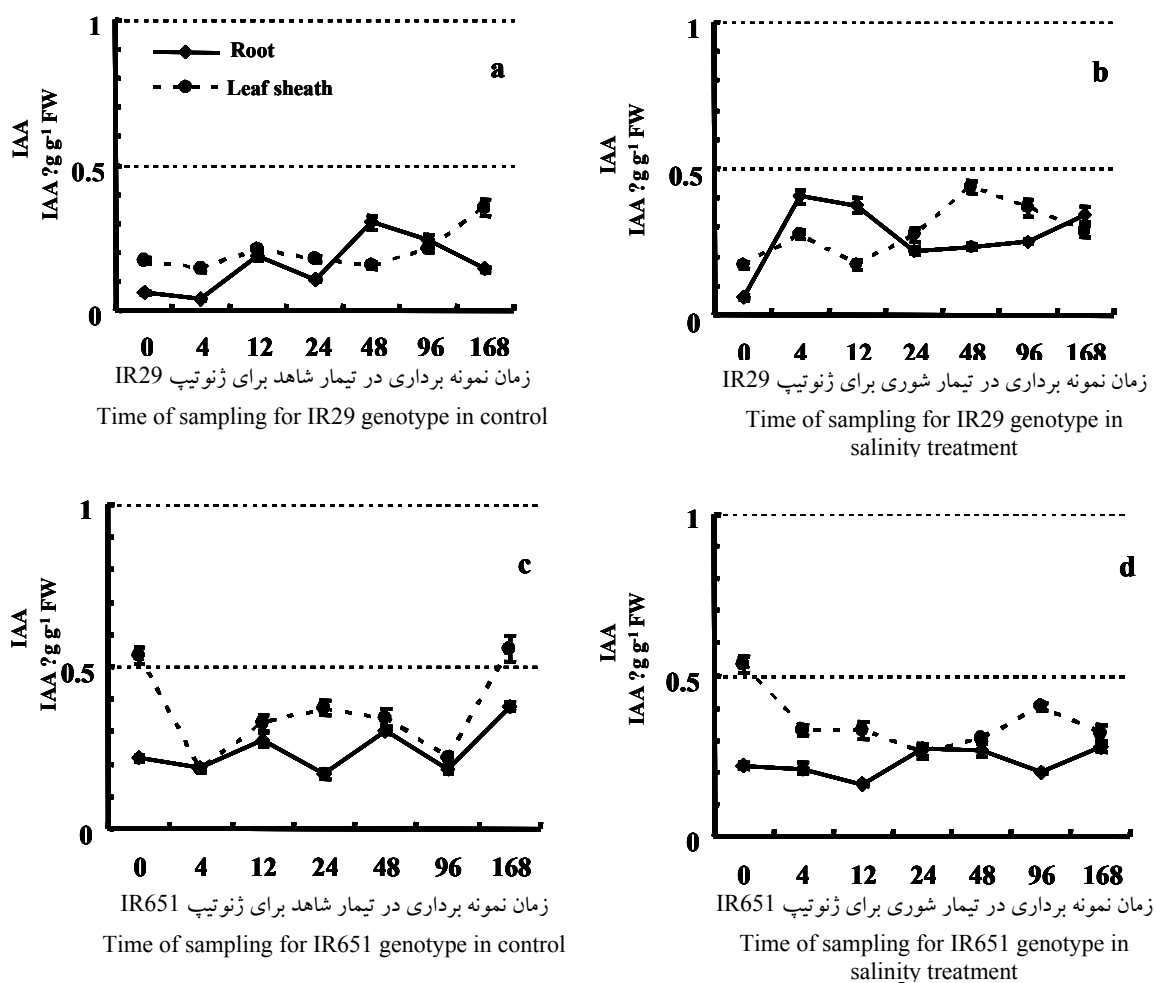 1
Root
Leaf sheath
a
IAA
IAA ?g g-1 FW
0.5
0
0 4 12 24 48 96 168
زمان نمونه برداری در تیمار شاهد برای ژنوتیپ IR29
Time of sampling for IR29 genotype in control
1
b
IAA
IAA ?g g-1 FW
0.5
0
0 4 12 24 48 96 168
زمان نمونه برداری در تیمار شوری برای ژنوتیپ IR29
Time of sampling for IR29 genotype in
salinity treatment
1
c
IAA
IAA ?g g-1 FW
0.5
0
0 4 12 24 48 96 168
زمان نمونه برداری در تیمار شاهد برای ژنوتیپ IR651
Time of sampling for IR651 genotype in control
1
d
IAA
IAA ?g g-1 FW
0.5
0
0 4 12 24 48 96 168
زمان نمونه برداری در تیمار شوری برای ژنوتیپ IR651
Time of sampling for IR651 genotype in
salinity treatment